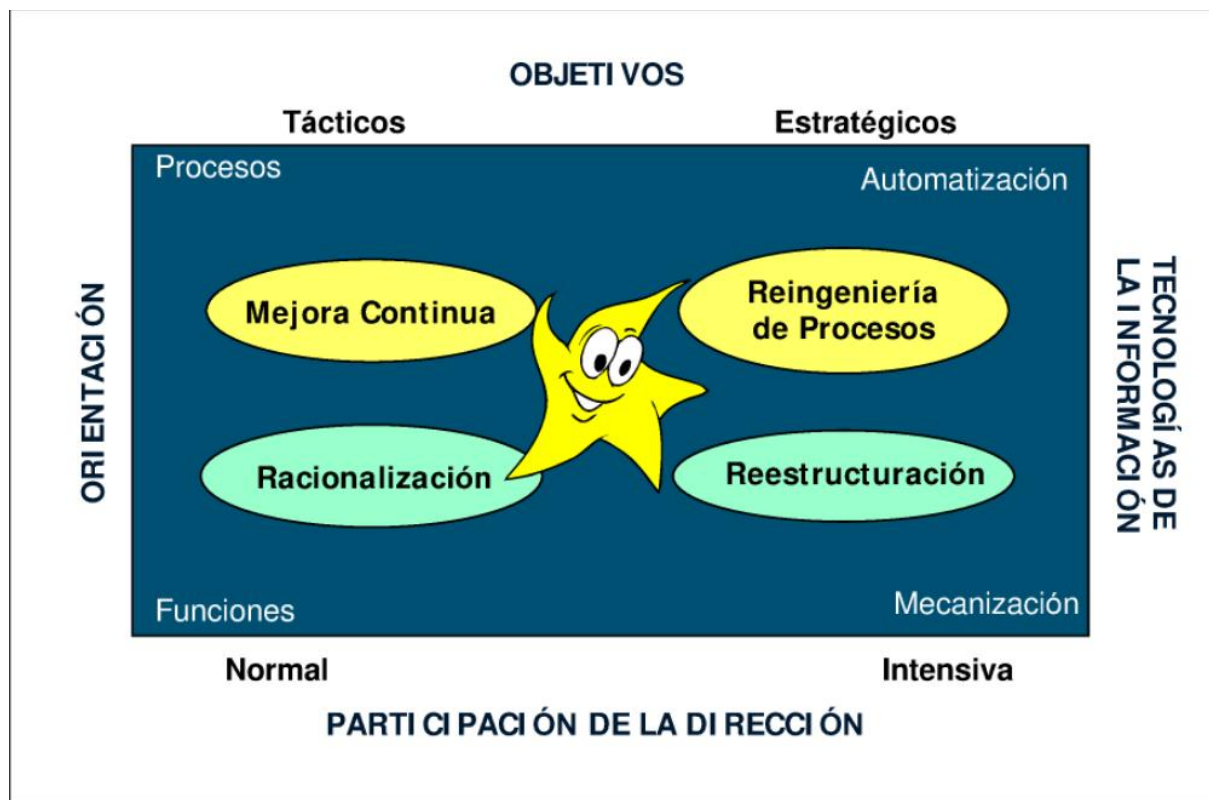 OBJETIVOS
Tácticos
Estratégicos
Procesos
Automatización
ORIENTACIÓN
Mejora Continua
Reingeniería
de Procesos
TECNOLOGÍAS DE
LA INFORMACIÓN
Racionalización
Reestructuración
Funciones
Mecanización
Normal
Intensiva
PARTICIPACIÓN DE LA DIRECCIÓN